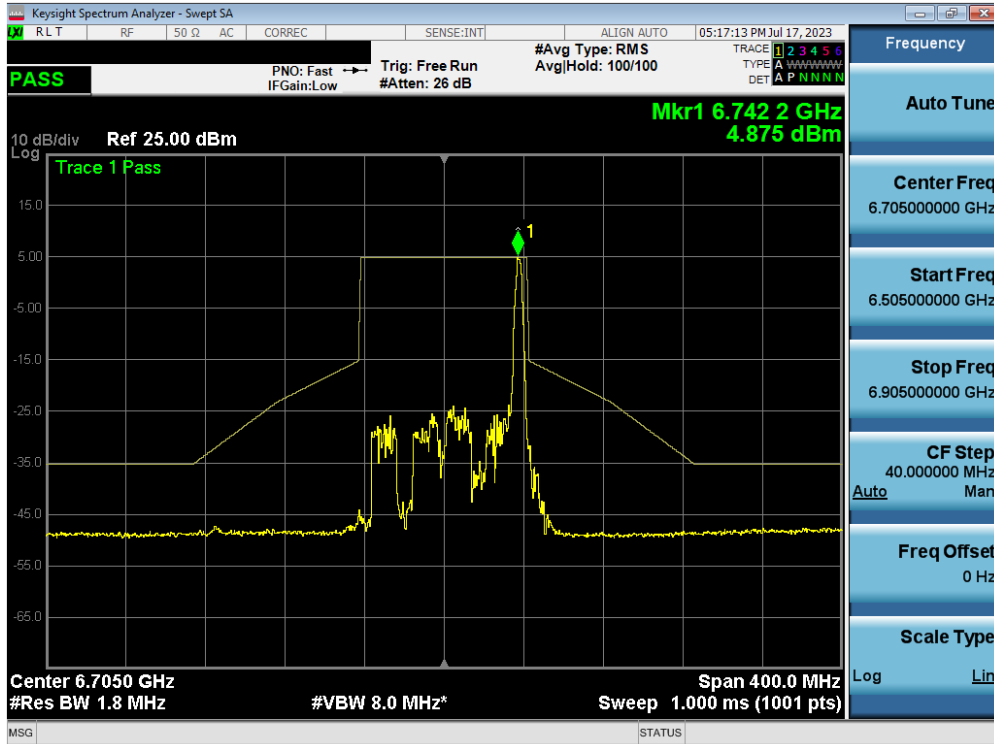 Keysight Spectrum Analyzer - Swept SA
LXI RLT RF 50 Ω AC CORREC SENSE:INT ALIGN AUTO 05:17:13 PM Jul 17, 2023
PASS
PNO: Fast
IFGain:Low
Trig: Free Run
#Atten: 26 dB
#Avg Type: RMS
Avg|Hold: 100/100
TRACE 1 2 3 4 5 6
TYPE A WWWWW
DET A P N N N N
Mkr1 6.742 2 GHz
4.875 dBm
10 dB/div Ref 25.00 dBm
Log
Trace 1 Pass
1
15.0
5.00
-5.00
-15.0
-25.0
-35.0
-45.0
-55.0
-65.0
Center 6.7050 GHz Span 400.0 MHz
#Res BW 1.8 MHz #VBW 8.0 MHz* Sweep 1.000 ms (1001 pts)
MSG STATUS
Frequency
Auto Tune
Center Freq
6.705000000 GHz
Start Freq
6.505000000 GHz
Stop Freq
6.905000000 GHz
CF Step
40.000000 MHz
Auto Man
Freq Offset
0 Hz
Scale Type
Log Lin